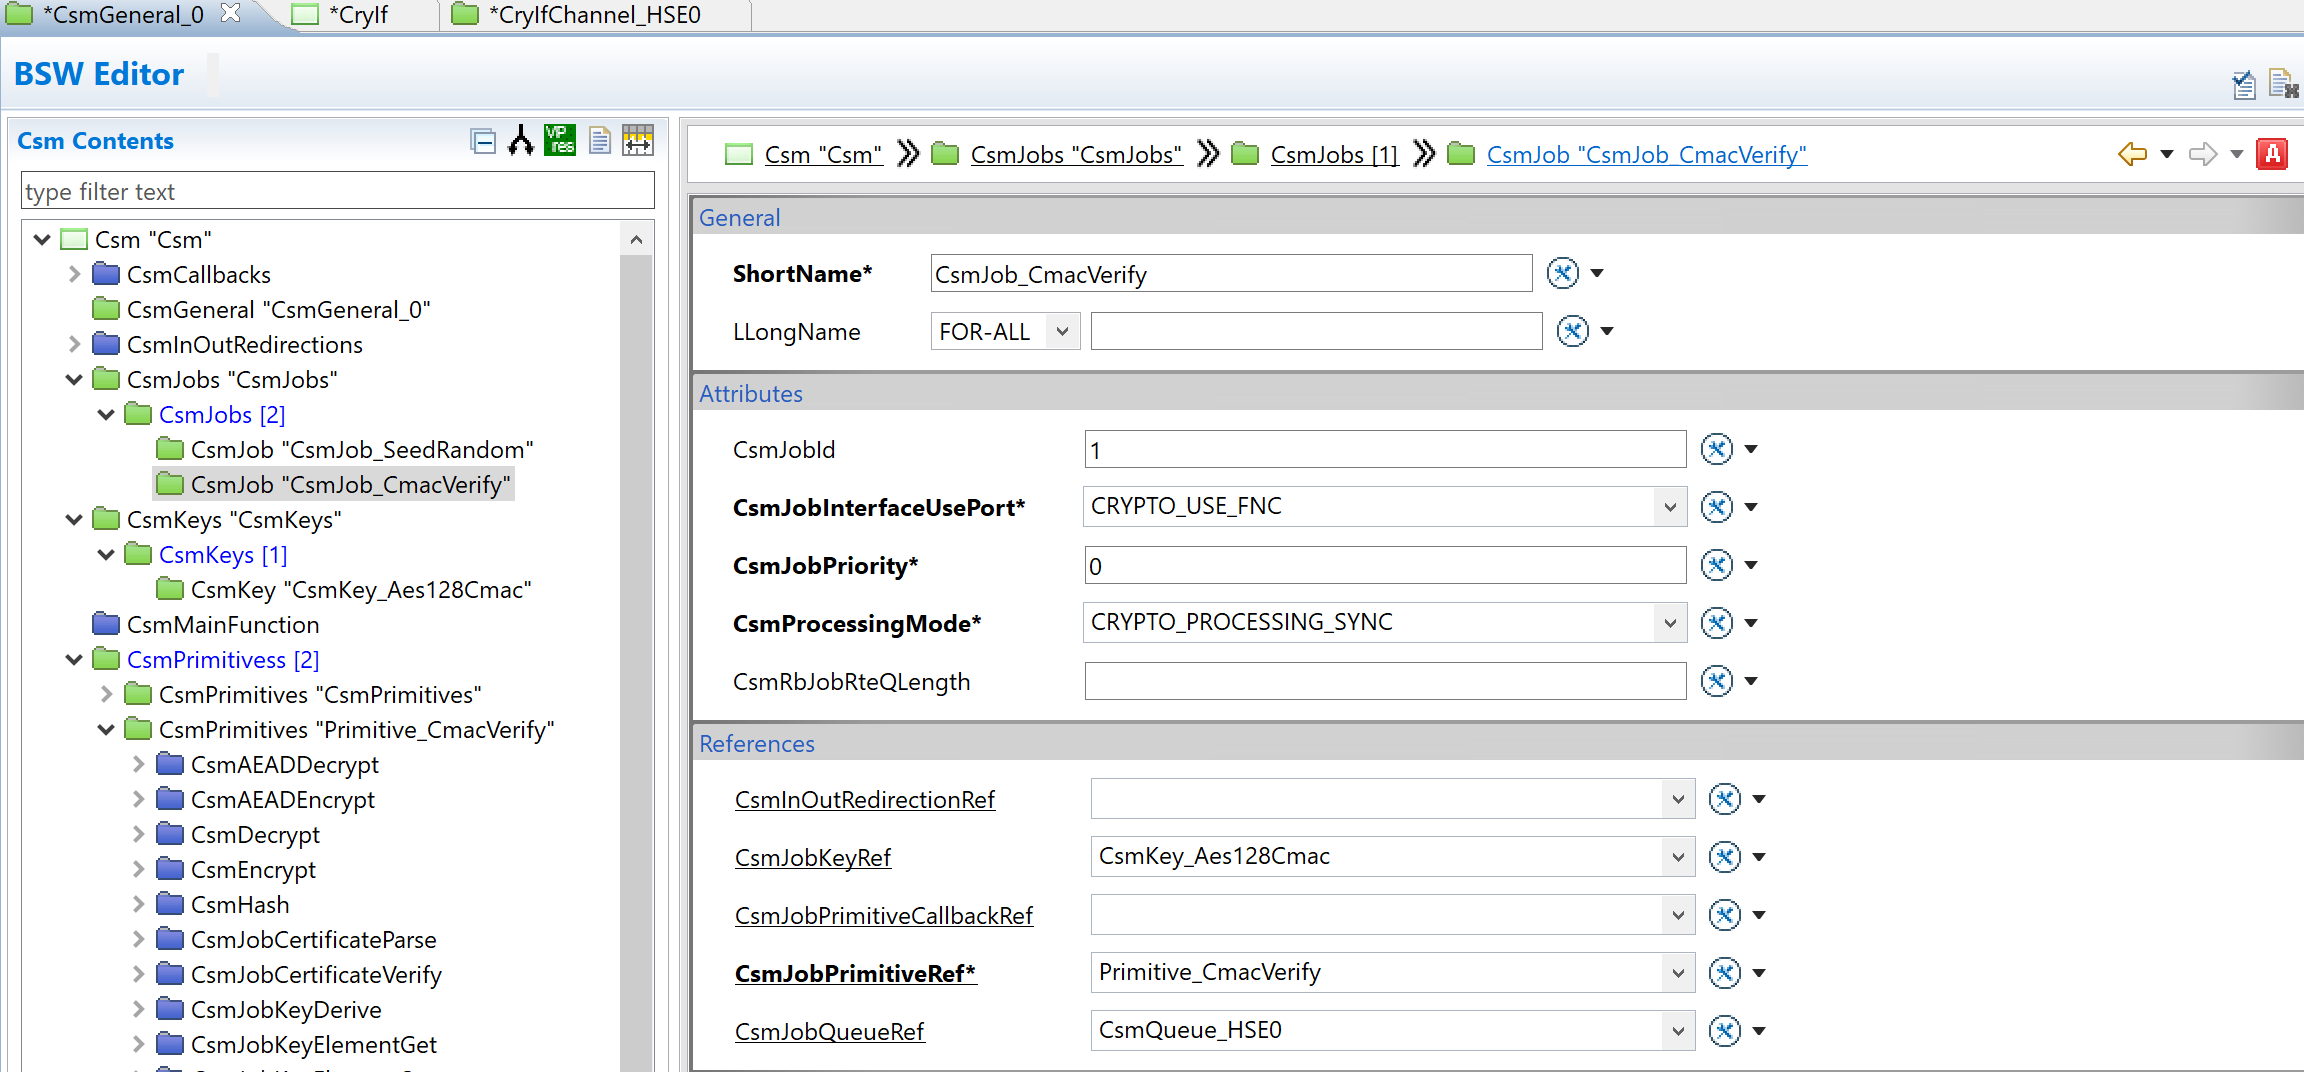 *CsmGeneral_0
*CryIf
*CryIfChannel_HSE0
BSW Editor
Csm Contents
VP res
type filter text
Csm "Csm"
CsmCallbacks
CsmGeneral "CsmGeneral_0"
CsmInOutRedirections
CsmJobs "CsmJobs"
CsmJobs [2]
CsmJob "CsmJob_SeedRandom"
CsmJob "CsmJob_CmacVerify"
CsmKeys "CsmKeys"
CsmKeys [1]
CsmKey "CsmKey_Aes128Cmac"
CsmMainFunction
CsmPrimitivess [2]
CsmPrimitives "CsmPrimitives"
CsmPrimitives "Primitive_CmacVerify"
CsmAEADDecrypt
CsmAEADEncrypt
CsmDecrypt
CsmEncrypt
CsmHash
CsmJobCertificateParse
CsmJobCertificateVerify
CsmJobKeyDerive
CsmJobKeyElementGet
Csm "Csm" CsmJobs "CsmJobs" CsmJobs [1] CsmJob "CsmJob_CmacVerify" A
General
ShortName* CsmJob_CmacVerify
LLongName FOR-ALL
Attributes
CsmJobId 1
CsmJobInterfaceUsePort* CRYPTO_USE_FNC
CsmJobPriority* 0
CsmProcessingMode* CRYPTO_PROCESSING_SYNC
CsmRbJobRteQLength
References
CsmInOutRedirectionRef
CsmJobKeyRef CsmKey_Aes128Cmac
CsmJobPrimitiveCallbackRef
CsmJobPrimitiveRef* Primitive_CmacVerify
CsmJobQueueRef CsmQueue_HSE0